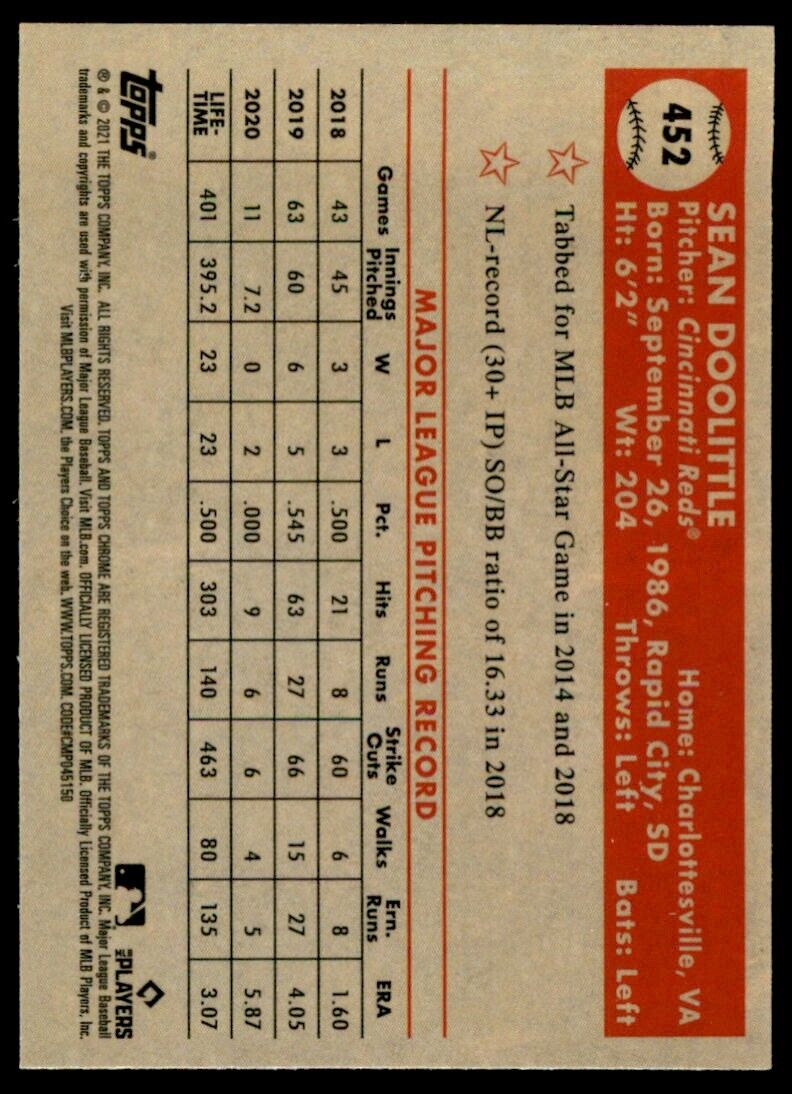 452
SEAN DOOLITTLE
Pitcher: Cincinnati Reds® Home: Charlottesville, VA
Born: September 26, 1986, Rapid City, SD
Ht: 6'2" Wt: 204 Throws: Left Bats: Left
Tabbed for MLB All-Star Game in 2014 and 2018
NL-record (30+ IP) SO/BB ratio of 16.33 in 2018
MAJOR LEAGUE PITCHING RECORD
Games Innings Pitched W L Pct. Hits Runs Strike Outs Walks Ern. Runs ERA
2018 43 45 3 3 .500 21 8 60 6 8 1.60
2019 63 60 6 5 .545 63 27 66 15 27 4.05
2020 11 7.2 0 2 .000 9 6 6 4 5 5.87
LIFE-TIME 401 395.2 23 23 .500 303 140 463 80 135 3.07
topps®
MLB PLAYERS
® & © 2021 THE TOPPS COMPANY, INC. ALL RIGHTS RESERVED. TOPPS AND TOPPS CHROME ARE REGISTERED TRADEMARKS OF THE TOPPS COMPANY, INC. Major League Baseball
trademarks and copyrights are used with permission of Major League Baseball. Visit MLB.com. OFFICIALLY LICENSED PRODUCT OF MLB. Officially Licensed Product of MLB Players, Inc.
Visit MLBPLAYERS.COM, the Players Choice on the web. WWW.TOPPS.COM. CODE#CMP045150